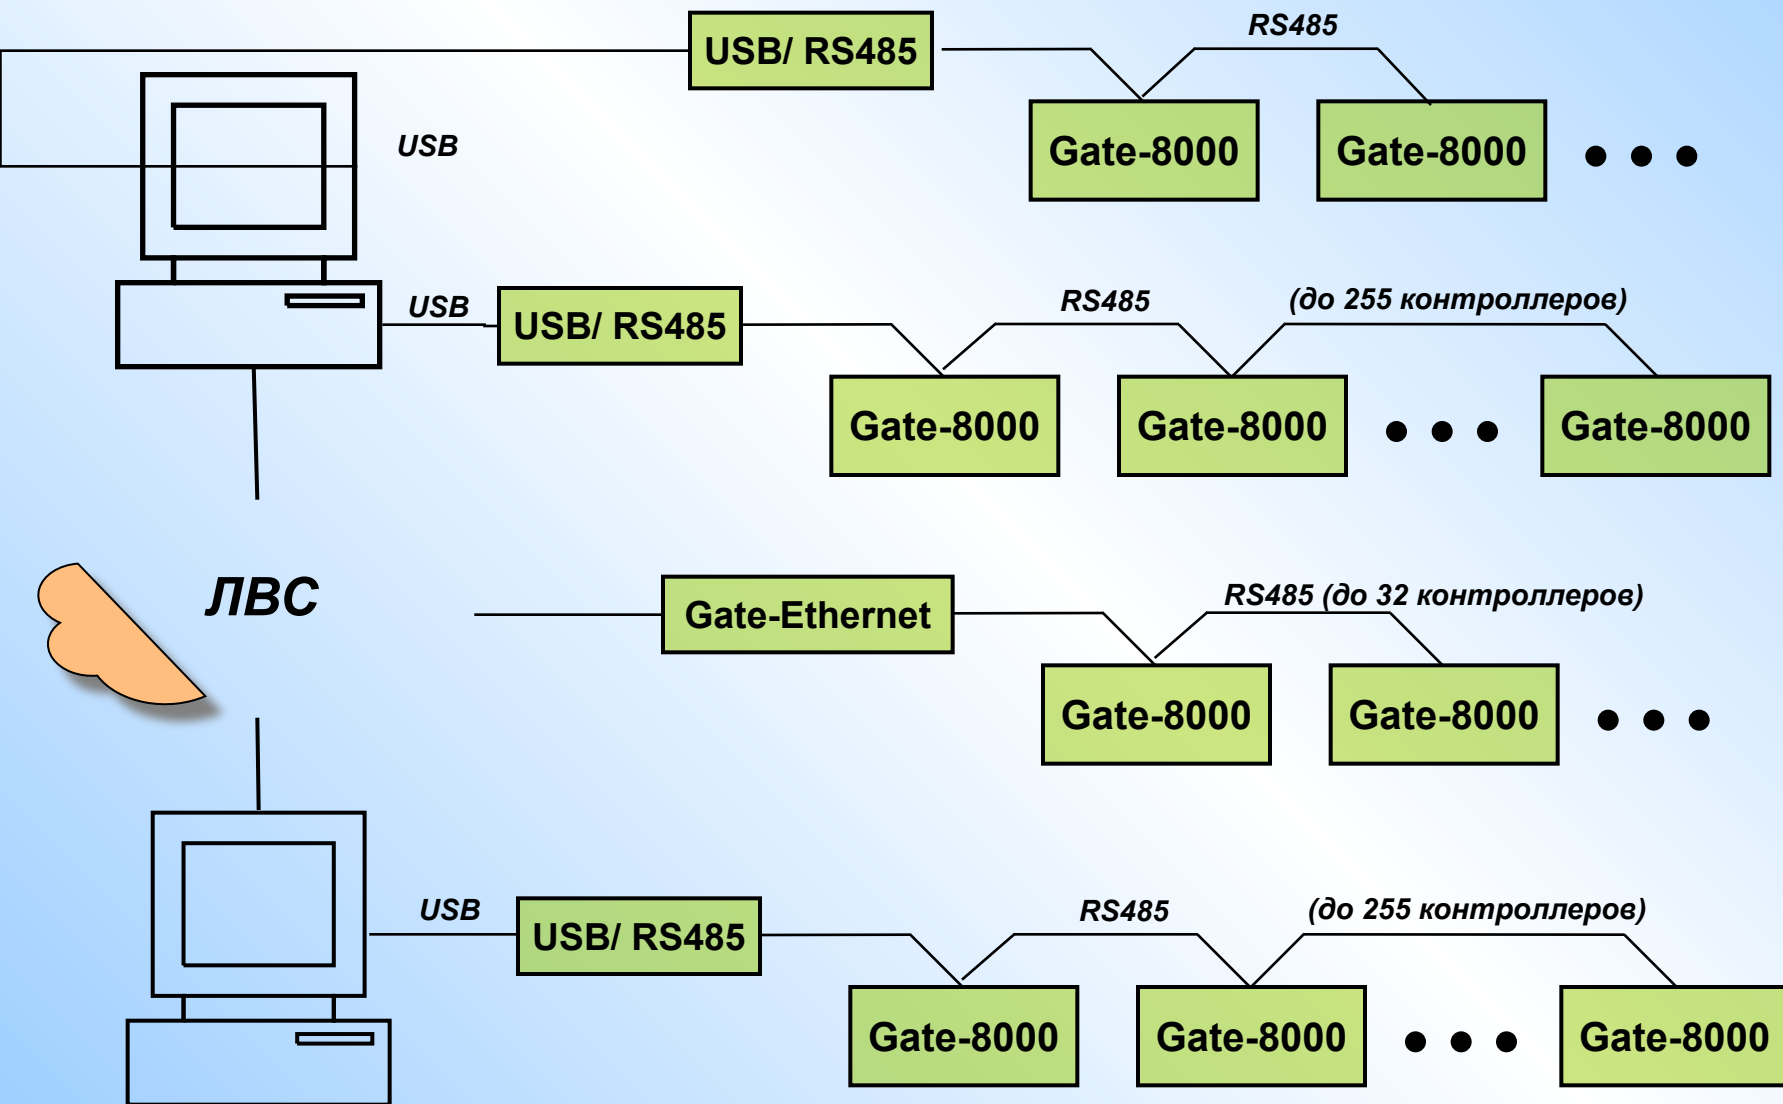 RS485
USB/ RS485
USB
Gate-8000
Gate-8000
RS485
(до 255 контроллеров)
USB
USB/ RS485
Gate-8000
Gate-8000
Gate-8000
ЛВС
RS485 (до 32 контроллеров)
Gate-Ethernet
Gate-8000
Gate-8000
USB
RS485
(до 255 контроллеров)
USB/ RS485
Gate-8000
Gate-8000
Gate-8000